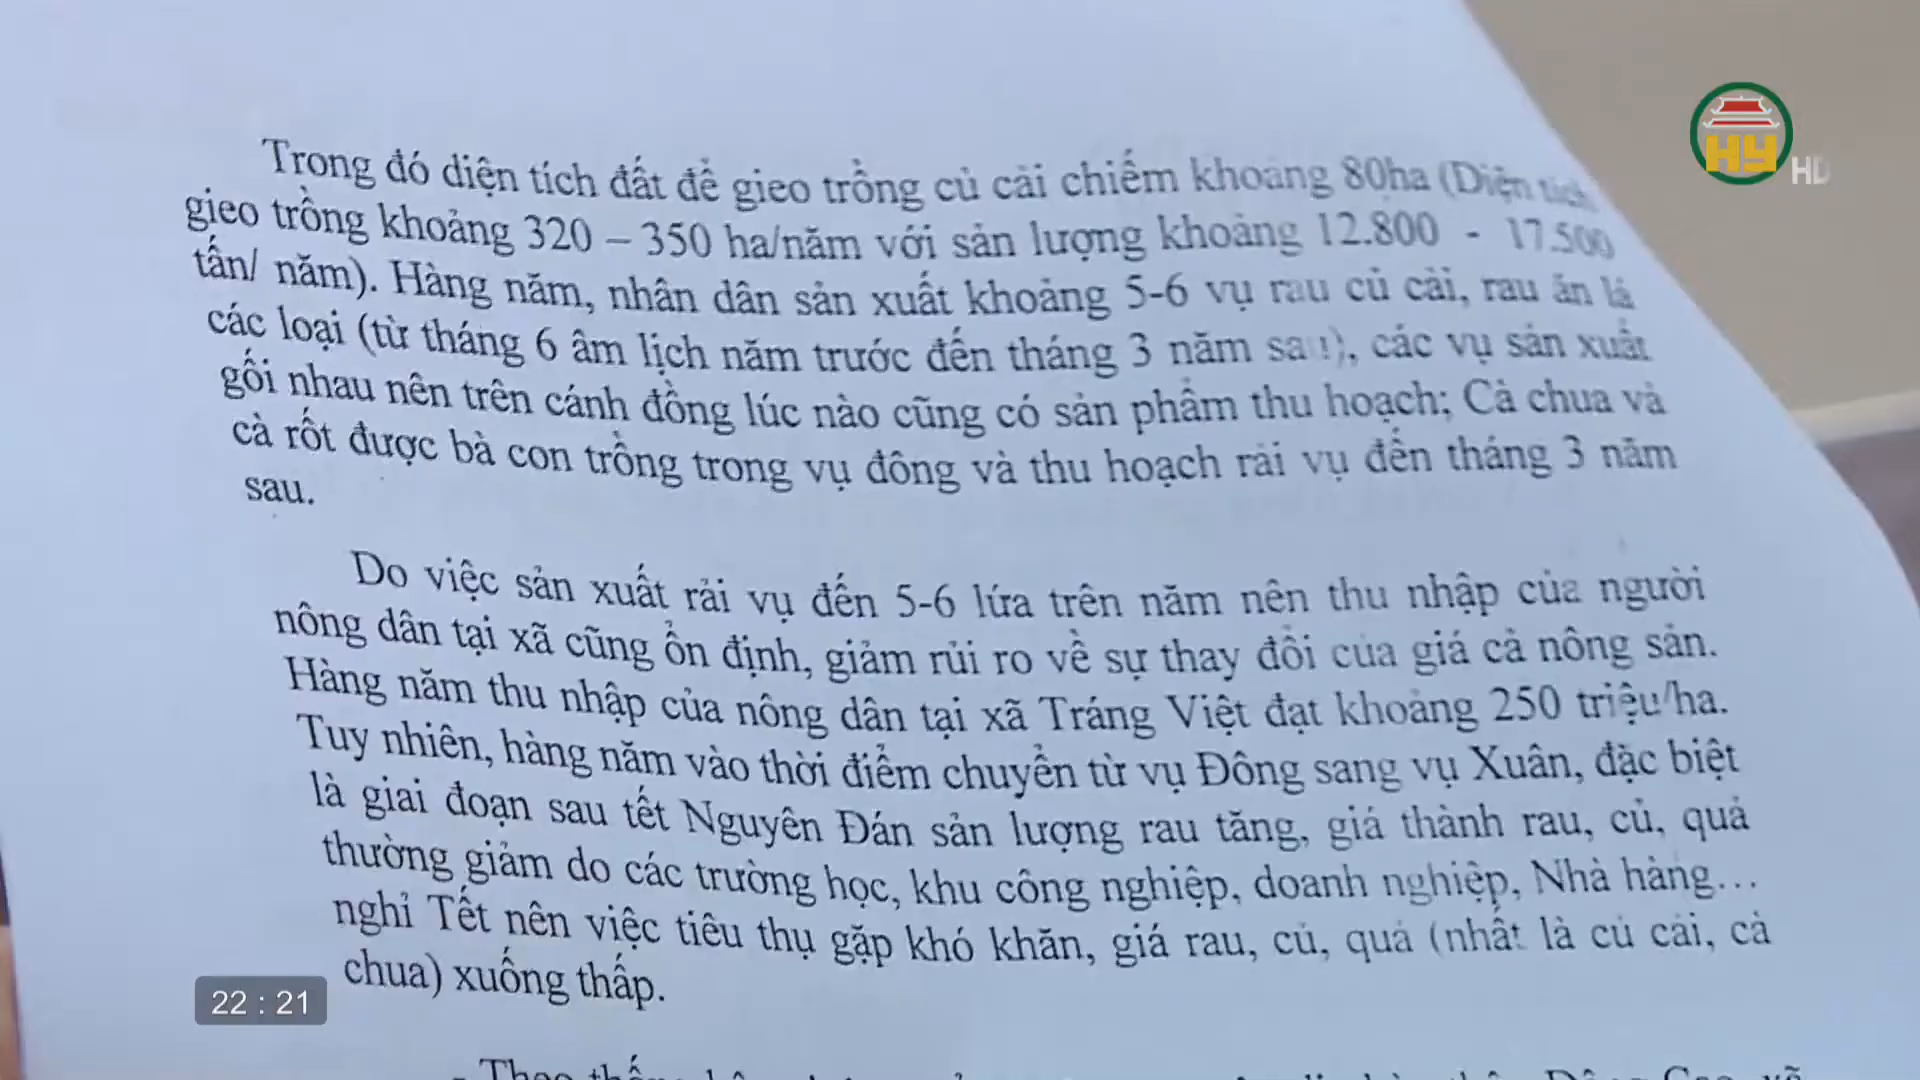 Trong đó diện tích đất để gieo trồng củ cải chiếm khoảng 80ha (Diện tích
gieo trồng khoảng 320 – 350 ha/năm với sản lượng khoảng 12.800 - 17.500
tấn/ năm). Hàng năm, nhân dân sản xuất khoảng 5-6 vụ rau củ cải, rau ăn lá
các loại (từ tháng 6 âm lịch năm trước đến tháng 3 năm sau), các vụ sản xuất
gối nhau nên trên cánh đồng lúc nào cũng có sản phẩm thu hoạch; Cà chua và
cà rốt được bà con trồng trong vụ đông và thu hoạch rải vụ đến tháng 3 năm
sau.
Do việc sản xuất rải vụ đến 5-6 lứa trên năm nên thu nhập của người
nông dân tại xã cũng ổn định, giảm rủi ro về sự thay đổi của giá cả nông sản.
Hàng năm thu nhập của nông dân tại xã Tráng Việt đạt khoảng 250 triệu/ha.
Tuy nhiên, hàng năm vào thời điểm chuyển từ vụ Đông sang vụ Xuân, đặc biệt
là giai đoạn sau tết Nguyên Đán sản lượng rau tăng, giá thành rau, củ, quả
thường giảm do các trường học, khu công nghiệp, doanh nghiệp, Nhà hàng...
nghỉ Tết nên việc tiêu thụ gặp khó khăn, giá rau, củ, quả (nhất là củ cải, cà
chua) xuống thấp.
HY HD
22 : 21